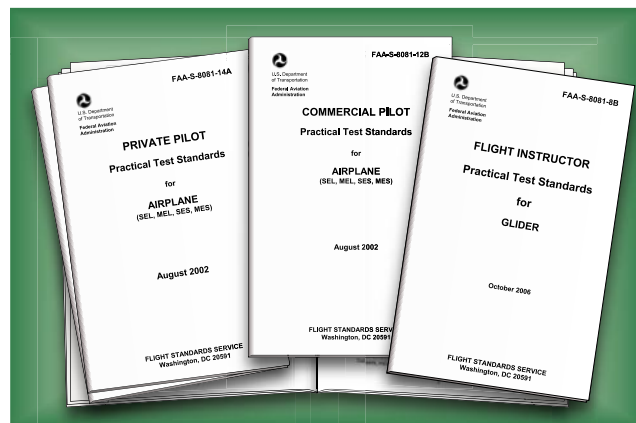 FAA-S-8081-14A
U.S. Department
of Transportation
Federal Aviation
Administration
PRIVATE PILOT
Practical Test Standards
for
AIRPLANE
(SEL, MEL, SES, MES)
August 2002
FLIGHT STANDARDS SERVICE
Washington, DC 20591
FAA-S-8081-12B
U.S. Department
of Transportation
Federal Aviation
Administration
COMMERCIAL PILOT
Practical Test Standards
for
AIRPLANE
(SEL, MEL, SES, MES)
August 2002
FLIGHT STANDARDS SERV
Washington, DC 20591
FAA-S-8081-8B
U.S. Department
of Transportation
Federal Aviation
Administration
FLIGHT INSTRUCTOR
Practical Test Standards
for
GLIDER
October 2006
FLIGHT STANDARDS SERVICE
Washington, DC 20591